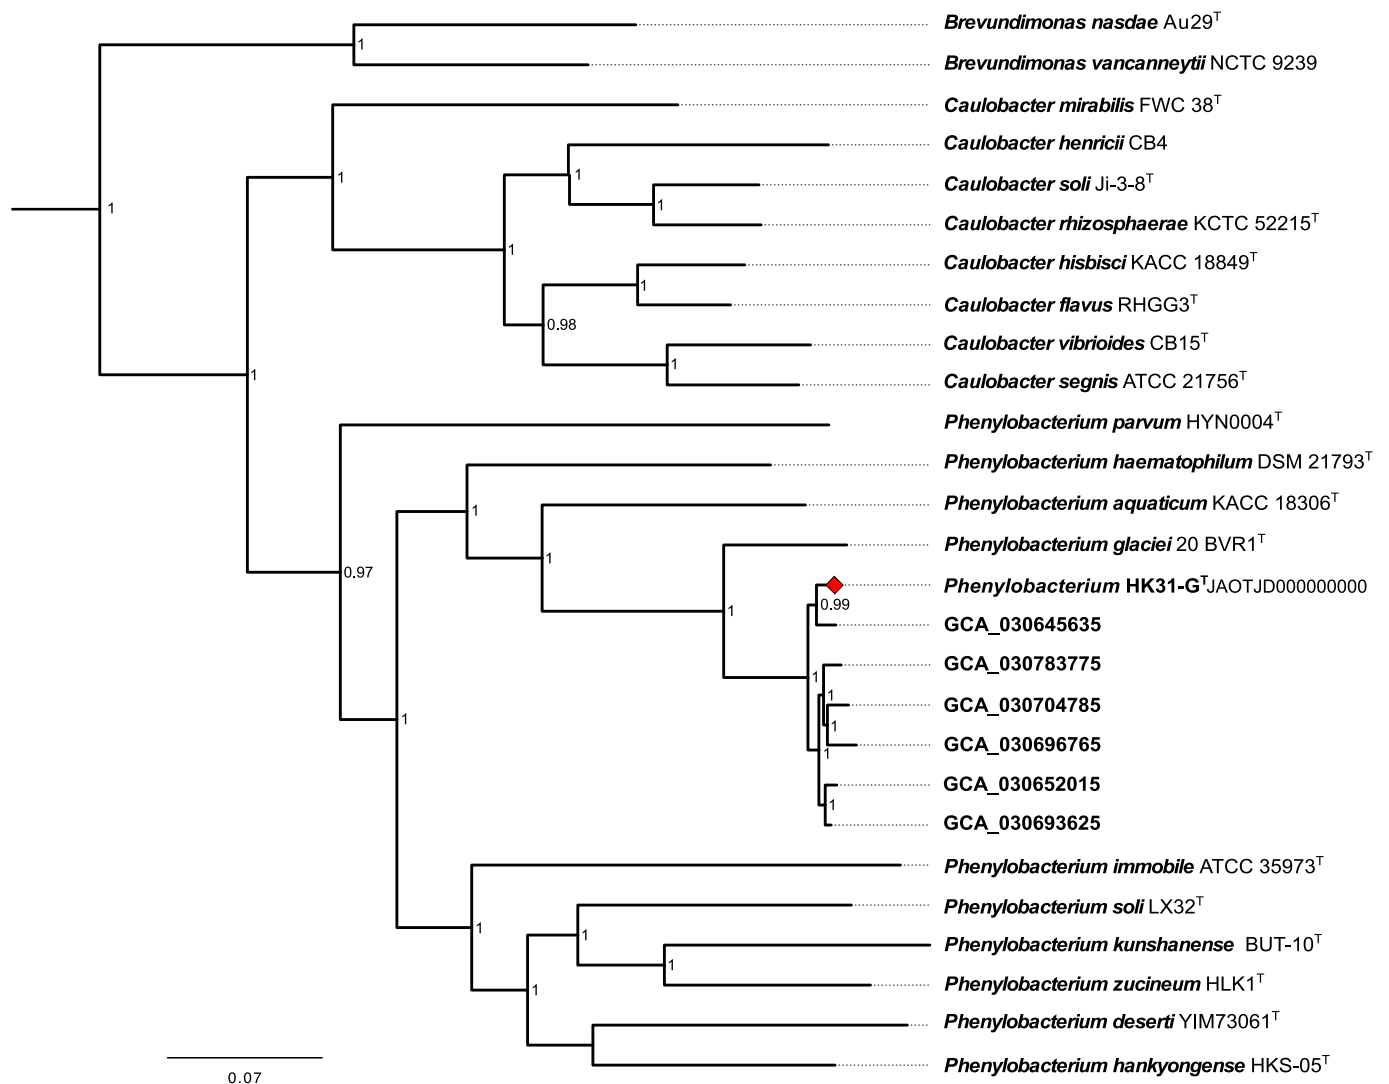 Brevundimonas nasdae Au29T
1
Brevundimonas vancanneytii NCTC 9239
Caulobacter mirabilis FWC 38T
Caulobacter henricii CB4
1
1
Caulobacter soli Ji-3-8T
1
1
Caulobacter rhizosphaerae KCTC 52215T
1
Caulobacter hisbisci KACC 18849T
1
Caulobacter flavus RHGG3T
0.98
Caulobacter vibrioides CB15T
1
1
Caulobacter segnis ATCC 21756T
Phenylobacterium parvum HYN0004T
Phenylobacterium haematophilum DSM 21793T
1
Phenylobacterium aquaticum KACC 18306T
1
Phenylobacterium glaciei 20 BVR1T
0.97
Phenylobacterium HK31-GTJAOTJD000000000
0.99
1
GCA_030645635
GCA_030783775
1
1
GCA_030704785
1
1
GCA_030696765
1
GCA_030652015
1
GCA_030693625
Phenylobacterium immobile ATCC 35973T
Phenylobacterium soli LX32T
1
1
Phenylobacterium kunshanense BUT-10T
1
Phenylobacterium zucineum HLK1T
1
Phenylobacterium deserti YIM73061T
Phenylobacterium hankyongense HKS-05T
0.07